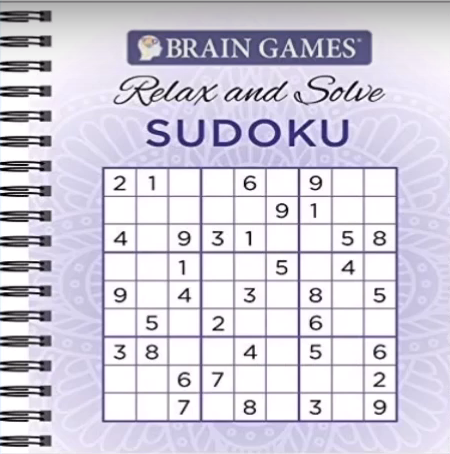 BRAIN GAMES®
Relax and Solve
SUDOKU
2 1 6 9
9 1
4 9 3 1 5 8
1 5 4
9 4 3 8 5
5 2 6
3 8 4 5 6
6 7 2
7 8 3 9